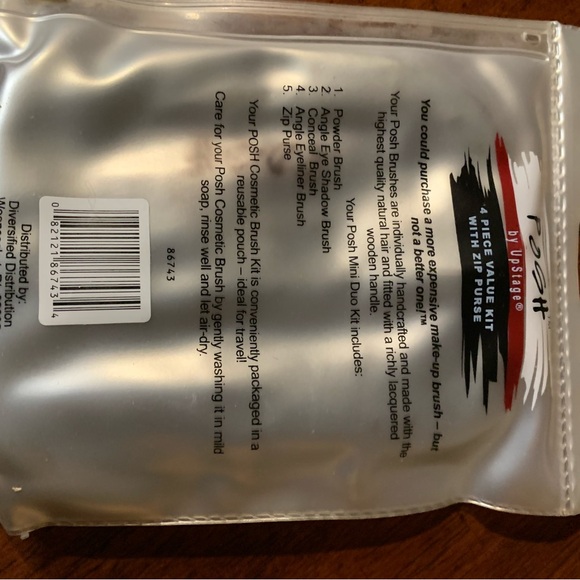 POSH
by UpStage®
4 PIECE VALUE KIT
WITH ZIP PURSE
You could purchase a more expensive make-up brush – but
not a better one!™
Your Posh Brushes are individually handcrafted and made with the
highest quality natural hair and fitted with a richly lacquered
wooden handle.
Your Posh Mini Duo Kit includes:
1. Powder Brush
2. Angle Eye Shadow Brush
3. Conceal Brush
4. Angle Eyeliner Brush
5. Zip Purse
Your POSH Cosmetic Brush Kit is conveniently packaged in a
reusable pouch – ideal for travel!
Care for your Posh Cosmetic Brush by gently washing it in mild
soap, rinse well and let air-dry.
86743
0 82121 86743 4
Distributed by:
Diversified Distribution